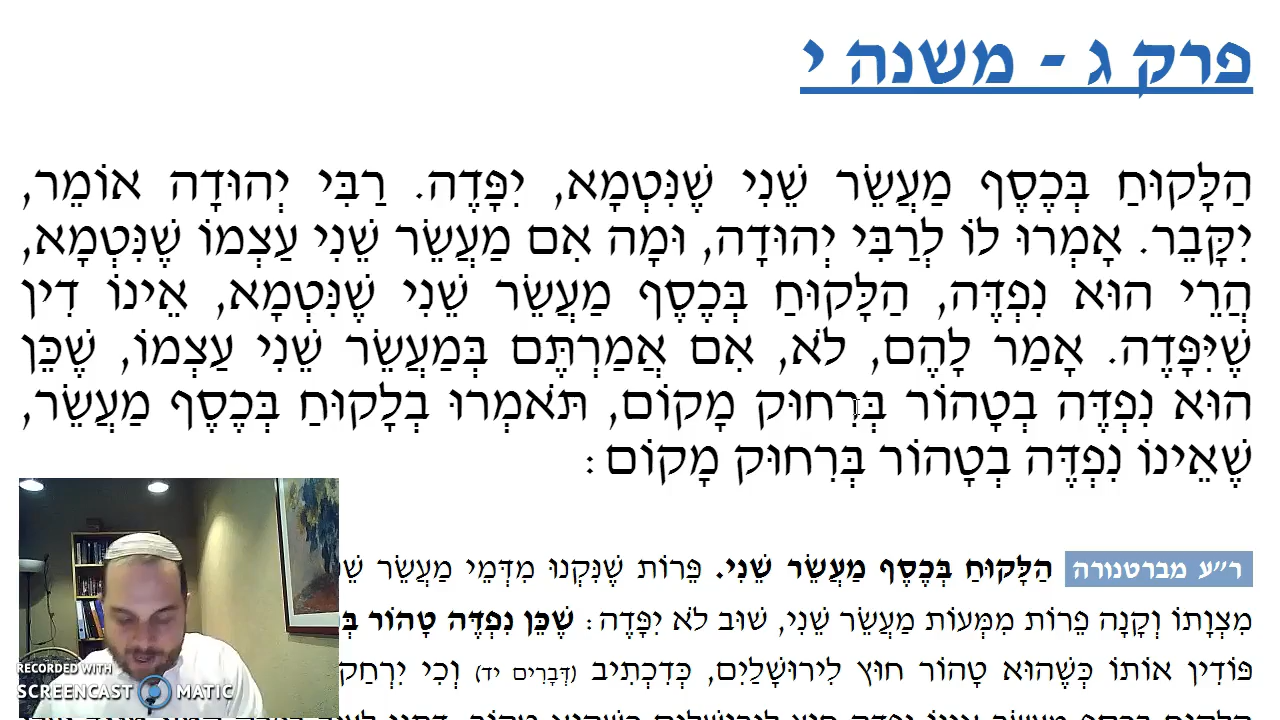 פרק ג - משנה י
הַלָּקוּחַ בְּכֶסֶף מַעֲשֵׂר שֵׁנִי שֶׁנִּטְמָא, יִפָּדֶה. רַבִּי יְהוּדָה אוֹמֵר,
יִקָּבֵר. אָמְרוּ לוֹ לְרַבִּי יְהוּדָה, וּמָה אִם מַעֲשֵׂר שֵׁנִי עַצְמוֹ שֶׁנִּטְמָא,
הֲרֵי הוּא נִפְדֶּה, הַלָּקוּחַ בְּכֶסֶף מַעֲשֵׂר שֵׁנִי שֶׁנִּטְמָא, אֵינוֹ דִין
שֶׁיִּפָּדֶה. אָמַר לָהֶם, לֹא, אִם אֲמַרְתֶּם בְּמַעֲשֵׂר שֵׁנִי עַצְמוֹ, שֶׁכֵּן
הוּא נִפְדֶּה בְטָהוֹר בְּרִחוּק מָקוֹם, תֹּאמְרוּ בְלָקוּחַ בְּכֶסֶף מַעֲשֵׂר,
שֶׁאֵינוֹ נִפְדֶּה בְטָהוֹר בְּרִחוּק מָקוֹם:
ר״ע מברטנורה הַלָּקוּחַ בְּכֶסֶף מַעֲשֵׂר שֵׁנִי. פֵּרוֹת שֶׁנִּקְנוּ מִדְּמֵי מַעֲשֵׂר
מִצְוָתוֹ וְקָנָה פֵרוֹת מִמְּעוֹת מַעֲשֵׂר שֵׁנִי, שׁוּב לֹא יִפָּדֶה: שֶׁכֵּן נִפְדֶּה טָהוֹר
פּוֹדִין אוֹתוֹ כְּשֶׁהוּא טָהוֹר חוּץ לִירוּשָׁלַיִם, כְּדִכְתִיב (דְּבָרִים יד) וְכִי יִרְחַק
RECORDED WITH
SCREENCAST MATIC